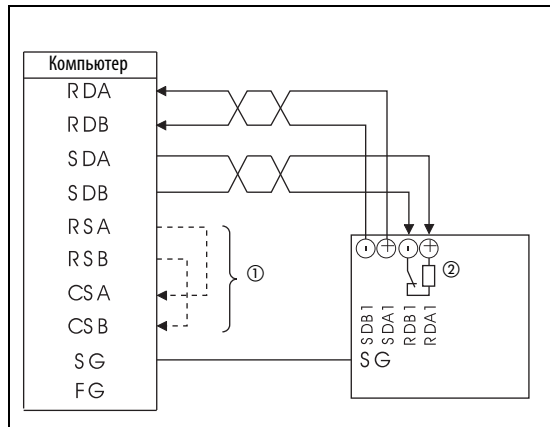 Компьютер
RDA
RDB
SDA
SDB
RSA
RSB
CSA
CSB
SG
FG
①
②
SDB1
SDA1
RDB1
RDA1
SG